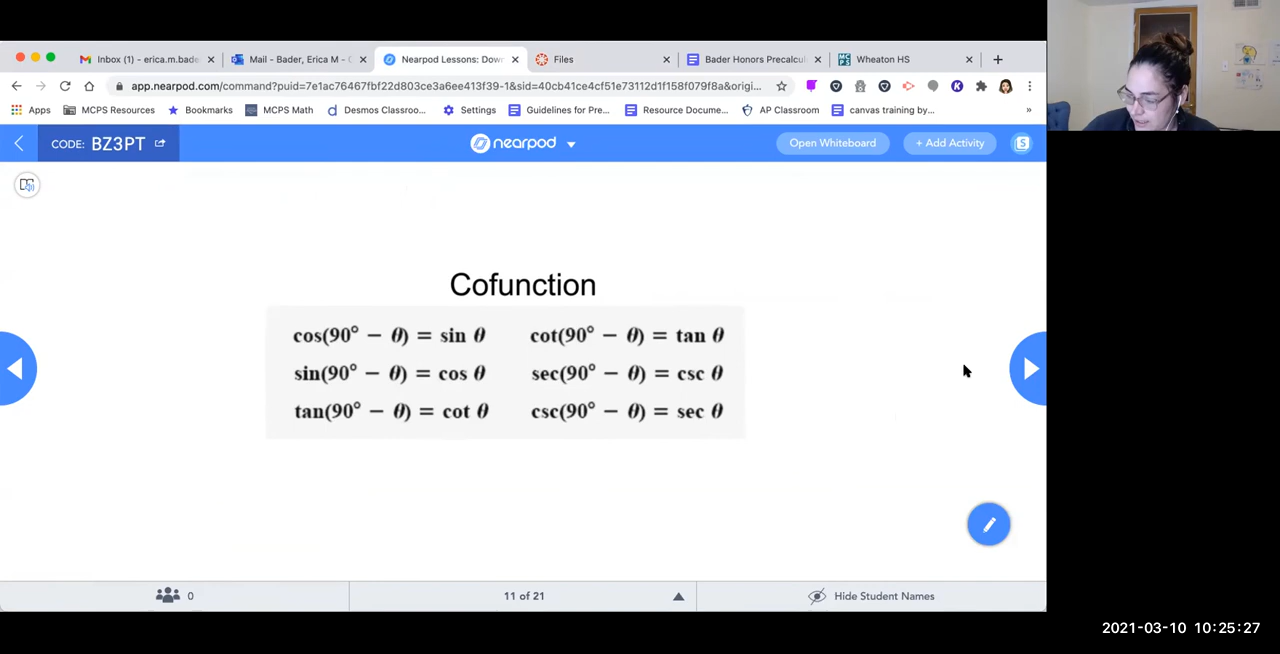 Inbox (1) - erica.m.bade
Mail - Bader, Erica M -
Nearpod Lessons: Dow
Files
Bader Honors Precalcu
Wheaton HS
app.nearpod.com/command?puid=7e1ac76467fbf22d803ce3a6ee413f39-1&sid=40cb41ce4cf51e73112d1f158f079f8a&origi...
Apps
MCPS Resources
Bookmarks
MCPS Math
Desmos Classroo...
Settings
Guidelines for Pre...
Resource Docume...
AP Classroom
canvas training by...
»
CODE: BZ3PT
nearpod
Open Whiteboard
+ Add Activity
S
Cofunction
cos(90° − θ) = sin θ
cot(90° − θ) = tan θ
sin(90° − θ) = cos θ
sec(90° − θ) = csc θ
tan(90° − θ) = cot θ
csc(90° − θ) = sec θ
0
11 of 21
Hide Student Names
2021-03-10 10:25:27